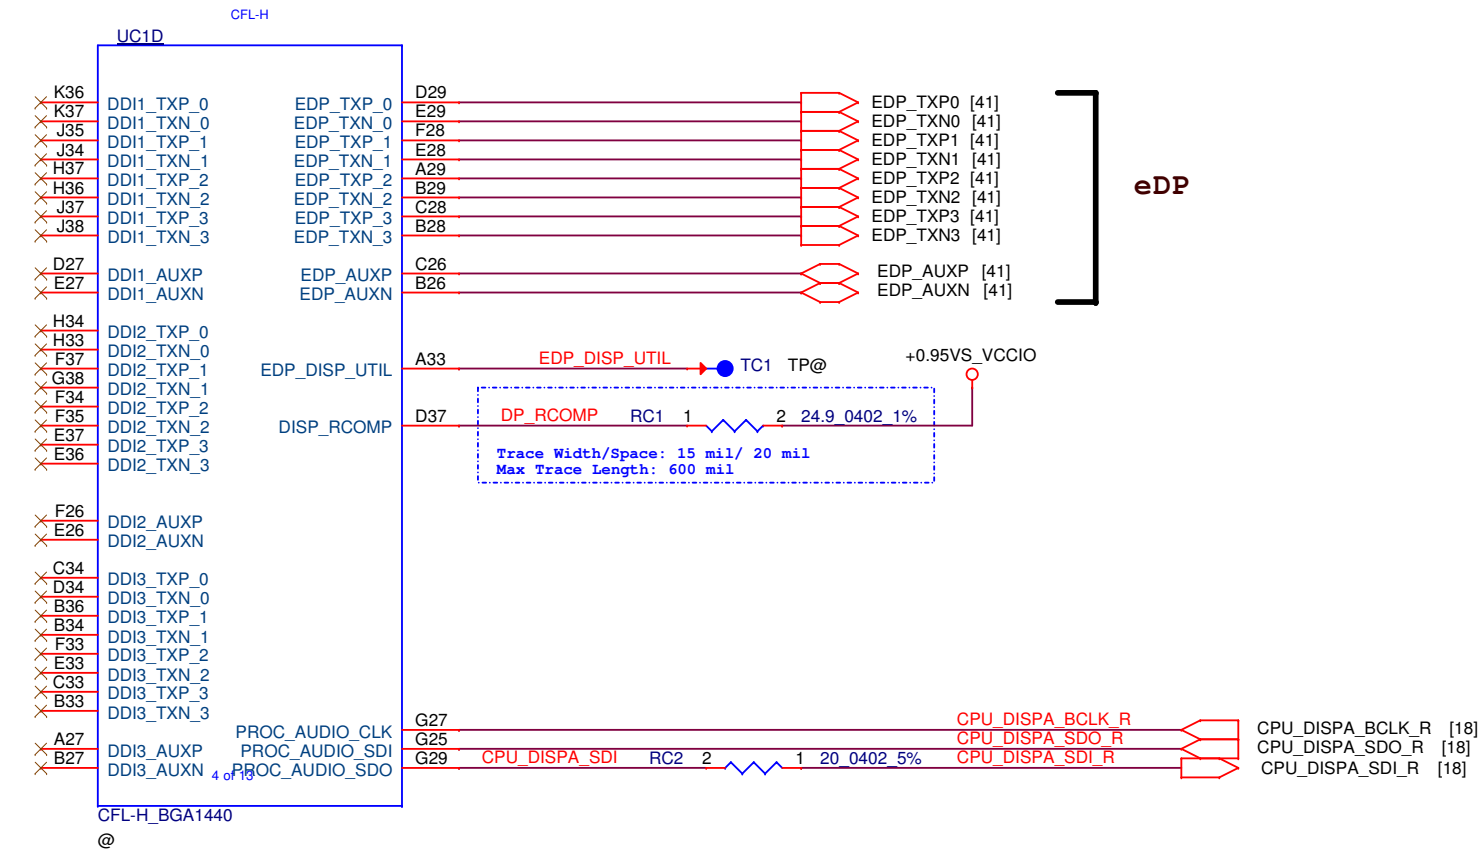 CFL-H
UC1D
K36 DDI1_TXP_0 EDP_TXP_0 D29 EDP_TXP0 [41]
K37 DDI1_TXN_0 EDP_TXN_0 E29 EDP_TXN0 [41]
J35 DDI1_TXP_1 EDP_TXP_1 F28 EDP_TXP1 [41]
J34 DDI1_TXN_1 EDP_TXN_1 E28 EDP_TXN1 [41]
H37 DDI1_TXP_2 EDP_TXP_2 A29 EDP_TXP2 [41]
H36 DDI1_TXN_2 EDP_TXN_2 B29 EDP_TXN2 [41]
J37 DDI1_TXP_3 EDP_TXP_3 C28 EDP_TXP3 [41]
J38 DDI1_TXN_3 EDP_TXN_3 B28 EDP_TXN3 [41]
eDP
D27 DDI1_AUXP EDP_AUXP C26 EDP_AUXP [41]
E27 DDI1_AUXN EDP_AUXN B26 EDP_AUXN [41]
H34 DDI2_TXP_0
H33 DDI2_TXN_0
+0.95VS_VCCIO
F37 DDI2_TXP_1 EDP_DISP_UTIL A33 EDP_DISP_UTIL TC1 TP@
G38 DDI2_TXN_1
F34 DDI2_TXP_2
F35 DDI2_TXN_2 DISP_RCOMP D37 DP_RCOMP RC1 1 2 24.9_0402_1%
E37 DDI2_TXP_3
E36 DDI2_TXN_3
Trace Width/Space: 15 mil/ 20 mil
Max Trace Length: 600 mil
F26 DDI2_AUXP
E26 DDI2_AUXN
C34 DDI3_TXP_0
D34 DDI3_TXN_0
B36 DDI3_TXP_1
B34 DDI3_TXN_1
F33 DDI3_TXP_2
E33 DDI3_TXN_2
C33 DDI3_TXP_3
B33 DDI3_TXN_3
PROC_AUDIO_CLK G27 CPU_DISPA_BCLK_R CPU_DISPA_BCLK_R [18]
A27 DDI3_AUXP PROC_AUDIO_SDI G25 CPU_DISPA_SDO_R CPU_DISPA_SDO_R [18]
B27 DDI3_AUXN PROC_AUDIO_SDO G29 CPU_DISPA_SDI RC2 2 1 20_0402_5% CPU_DISPA_SDI_R CPU_DISPA_SDI_R [18]
4 of 13
CFL-H_BGA1440
@